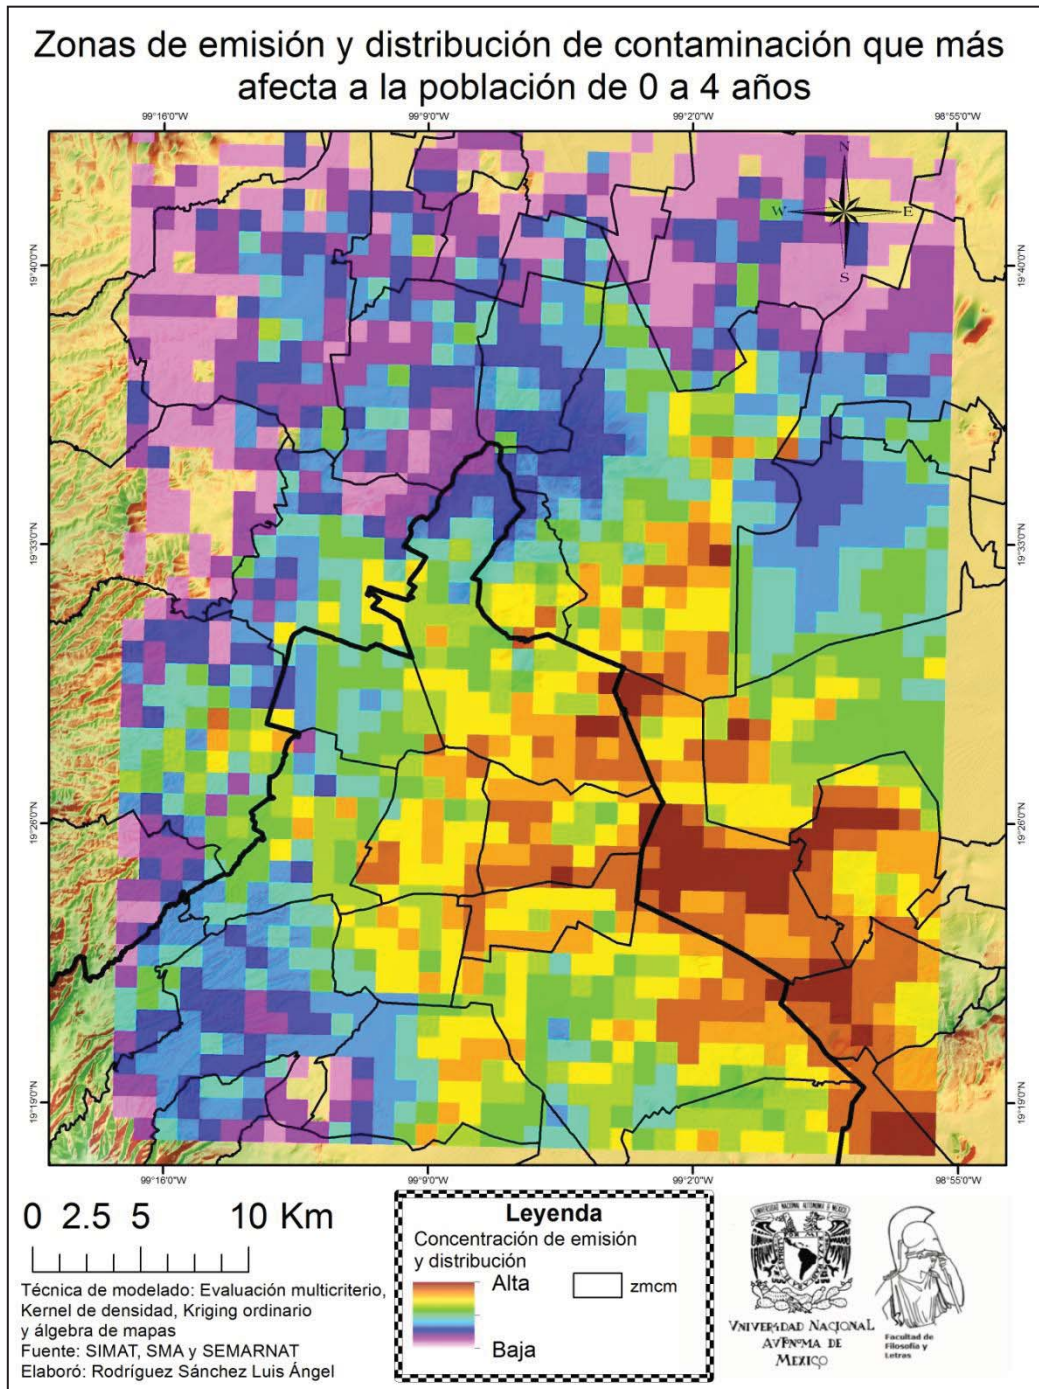 Zonas de emisión y distribución de contaminación que más
afecta a la población de 0 a 4 años
99°16'0"W 99°9'0"W 99°2'0"W 98°55'0"W
N
W E
S
19°40'0"N 19°40'0"N
19°33'0"N 19°33'0"N
19°26'0"N 19°26'0"N
19°19'0"N 19°19'0"N
99°16'0"W 99°9'0"W 99°2'0"W 98°55'0"W
0 2.5 5 10 Km
Técnica de modelado: Evaluación multicriterio,
Kernel de densidad, Kriging ordinario
y álgebra de mapas
Fuente: SIMAT, SMA y SEMARNAT
Elaboró: Rodríguez Sánchez Luis Ángel
Leyenda
Concentración de emisión
y distribución
Alta
zmcm
Baja
VNIVERSIDAD NACIONAL
AVTONOMA DE
MEXICO
Facultad de
Filosofía y
Letras